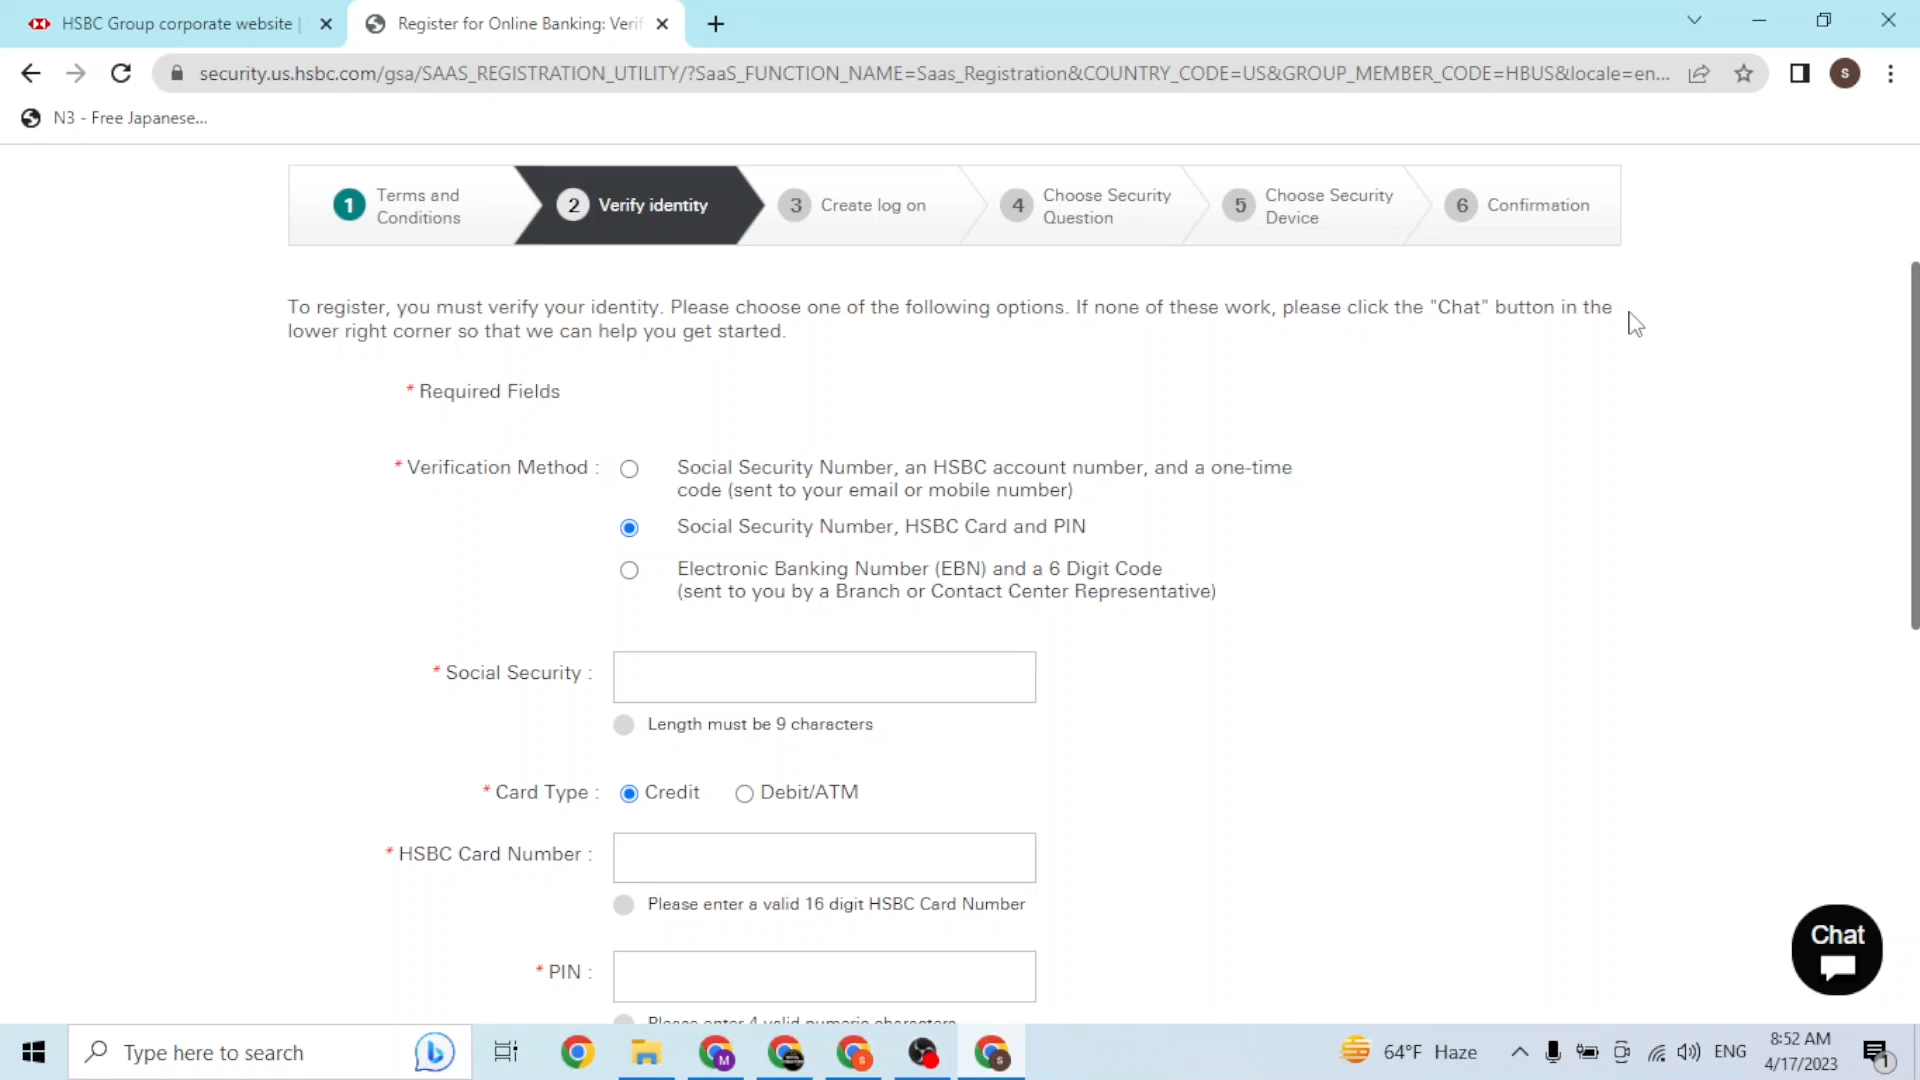 HSBC Group corporate website |
Register for Online Banking: Verif
security.us.hsbc.com/gsa/SAAS_REGISTRATION_UTILITY/?SaaS_FUNCTION_NAME=Saas_Registration&COUNTRY_CODE=US&GROUP_MEMBER_CODE=HBUS&locale=en...
S
N3 - Free Japanese...
1 Terms and
Conditions
2 Verify identity
3 Create log on
4 Choose Security
Question
5 Choose Security
Device
6 Confirmation
To register, you must verify your identity. Please choose one of the following options. If none of these work, please click the "Chat" button in the
lower right corner so that we can help you get started.
* Required Fields
* Verification Method :
Social Security Number, an HSBC account number, and a one-time
code (sent to your email or mobile number)
Social Security Number, HSBC Card and PIN
Electronic Banking Number (EBN) and a 6 Digit Code
(sent to you by a Branch or Contact Center Representative)
* Social Security :
Length must be 9 characters
* Card Type : Credit Debit/ATM
* HSBC Card Number :
Please enter a valid 16 digit HSBC Card Number
* PIN :
Please enter 4 valid numeric characters
Chat
Type here to search
M
S
S
64°F Haze
ENG
8:52 AM
4/17/2023
1